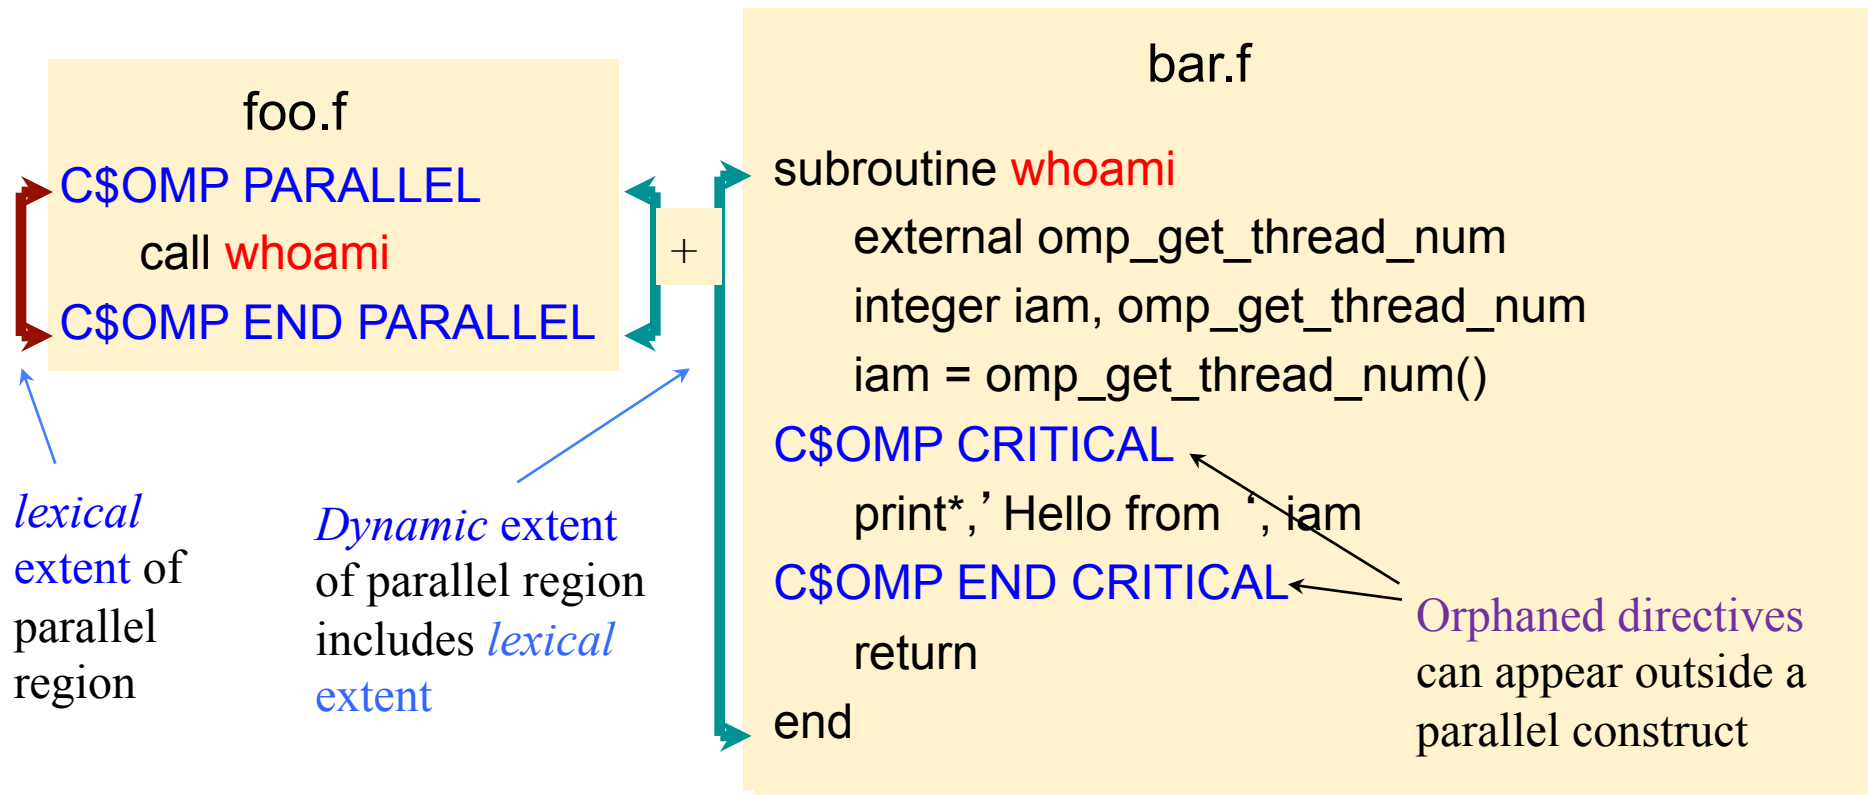 foo.f
C$OMP PARALLEL
call whoami
C$OMP END PARALLEL
+
bar.f
subroutine whoami
external omp_get_thread_num
integer iam, omp_get_thread_num
iam = omp_get_thread_num()
C$OMP CRITICAL
print*,’ Hello from ‘, iam
C$OMP END CRITICAL
return
end
lexical
extent of
parallel
region
Dynamic extent
of parallel region
includes lexical
extent
Orphaned directives
can appear outside a
parallel construct